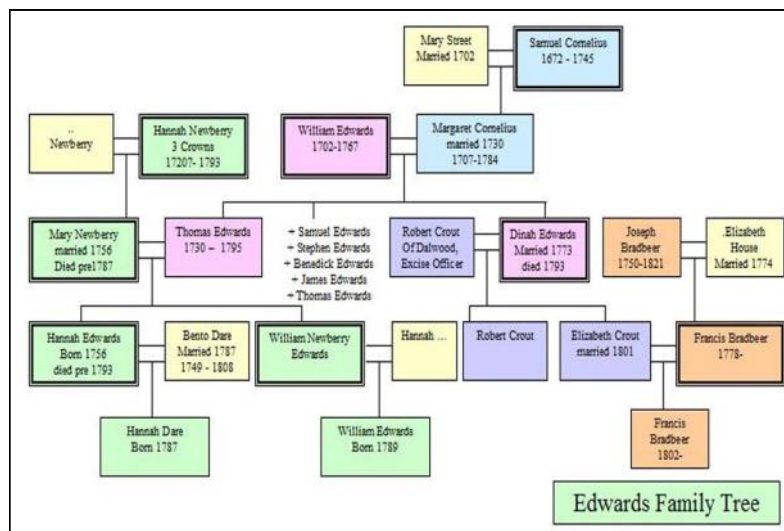 Mary Street
Married 1702
Samuel Cornelius
1672 - 1745
..
Newberry
Hannah Newberry
3 Crowns
1720?- 1793
William Edwards
1702-1767
Margaret Cornelius
married 1730
1707-1784
Mary Newberry
married 1756
Died pre1787
Thomas Edwards
1730 – 1795
+ Samuel Edwards
+ Stephen Edwards
+ Benedick Edwards
+ James Edwards
+ Thomas Edwards
Robert Crout
Of Dalwood,
Excise Officer
Dinah Edwards
Married 1773
died 1793
Joseph
Bradbeer
1750-1821
.Elizabeth
House
Married 1774
Hannah Edwards
Born 1756
died pre 1793
Bento Dare
Married 1787
1749 - 1808
William Newberry
Edwards
Hannah ...
Robert Crout
Elizabeth Crout
married 1801
Francis Bradbeer
1778-
Hannah Dare
Born 1787
William Edwards
Born 1789
Francis
Bradbeer
1802-
Edwards Family Tree